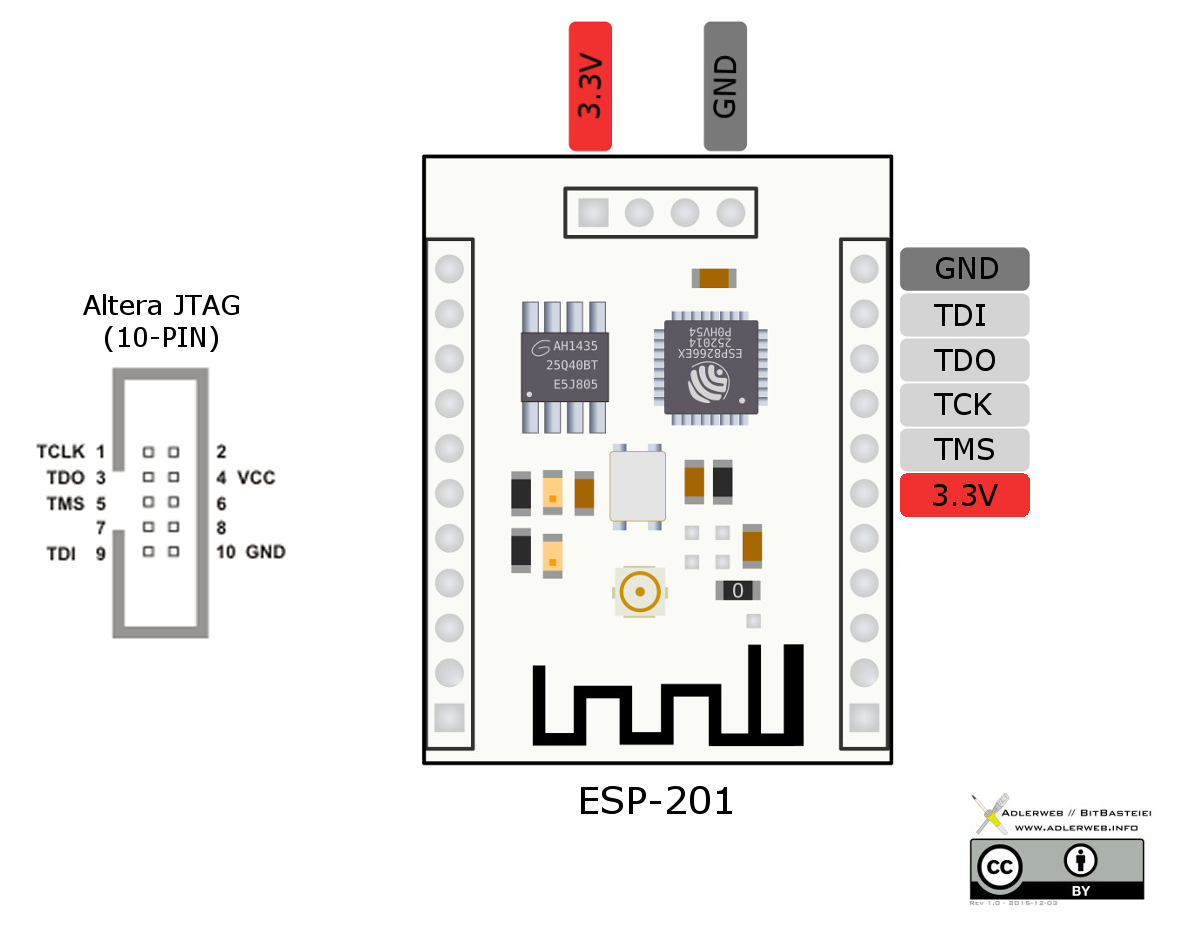 3.3V
GND
Altera JTAG
(10-PIN)
TCLK 1
2
TDO 3
4 VCC
TMS 5
6
7
8
TDI 9
10 GND
AH1435
25Q40BT
E5J805
ESP8266EX
252014
P0HV54
0
GND
TDI
TDO
TCK
TMS
3.3V
ESP-201
Adlerweb // BitBasteiei
www.adlerweb.info
cc
BY
Rev 1.0 - 2015-12-03